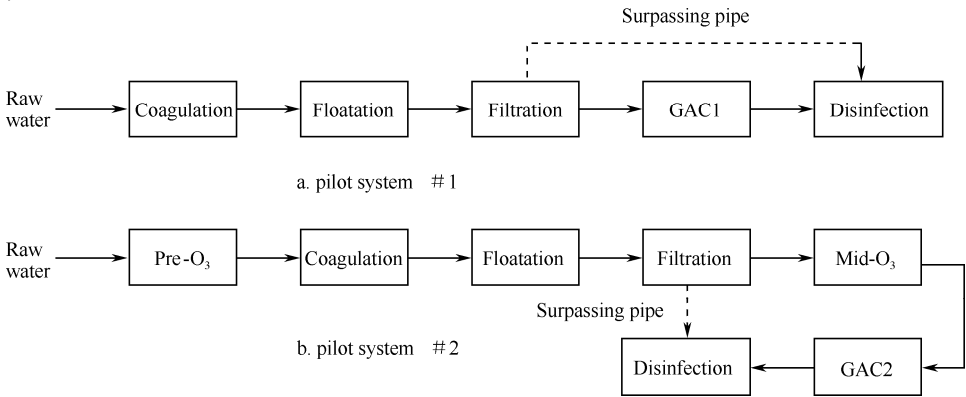 Surpassing pipe
Raw
water
Coagulation
Floatation
Filtration
GAC1
Disinfection
a. pilot system #1
Raw
water
Pre-O₃
Coagulation
Floatation
Filtration
Mid-O₃
Surpassing pipe
b. pilot system #2
Disinfection
GAC2